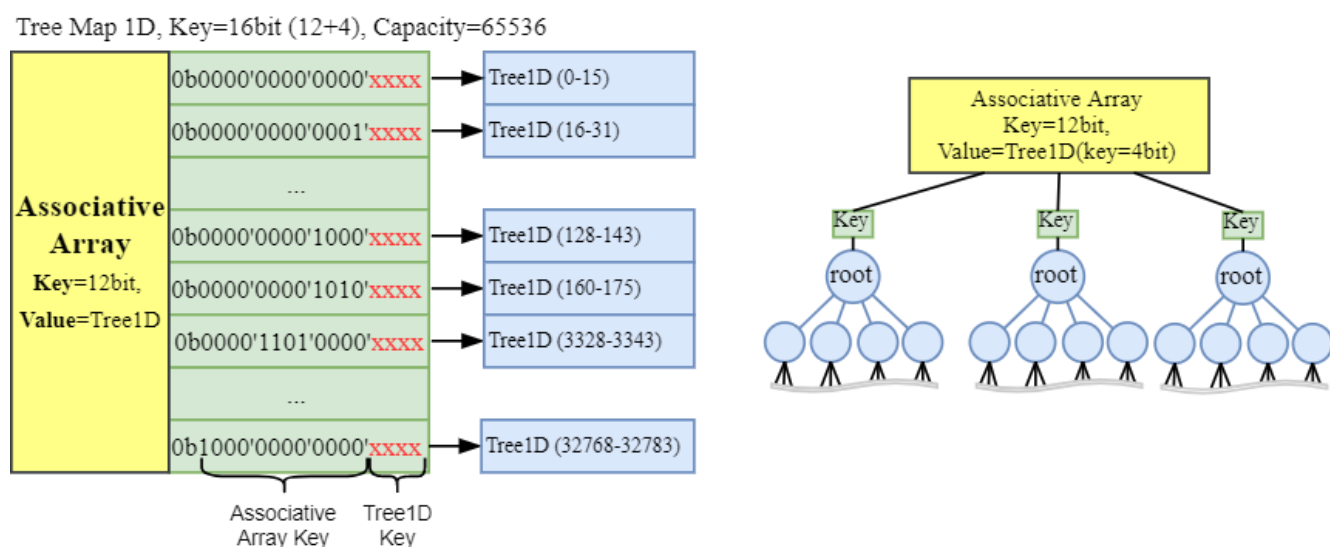 Tree Map 1D, Key=16bit (12+4), Capacity=65536
Associative
Array
Key=12bit,
Value=Tree1D
0b0000'0000'0000'xxxx
Tree1D (0-15)
0b0000'0000'0001'xxxx
Tree1D (16-31)
...
0b0000'0000'1000'xxxx
Tree1D (128-143)
0b0000'0000'1010'xxxx
Tree1D (160-175)
0b0000'1101'0000'xxxx
Tree1D (3328-3343)
...
0b1000'0000'0000'xxxx
Tree1D (32768-32783)
Associative
Array Key
Tree1D
Key
Associative Array
Key=12bit,
Value=Tree1D(key=4bit)
Key
Key
Key
root
root
root